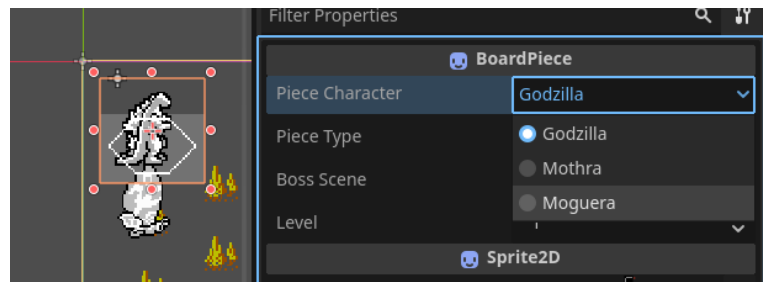 Filter Properties
BoardPiece
Piece Character
Godzilla
Godzilla
Piece Type
Mothra
Boss Scene
Moguera
Level
Sprite2D